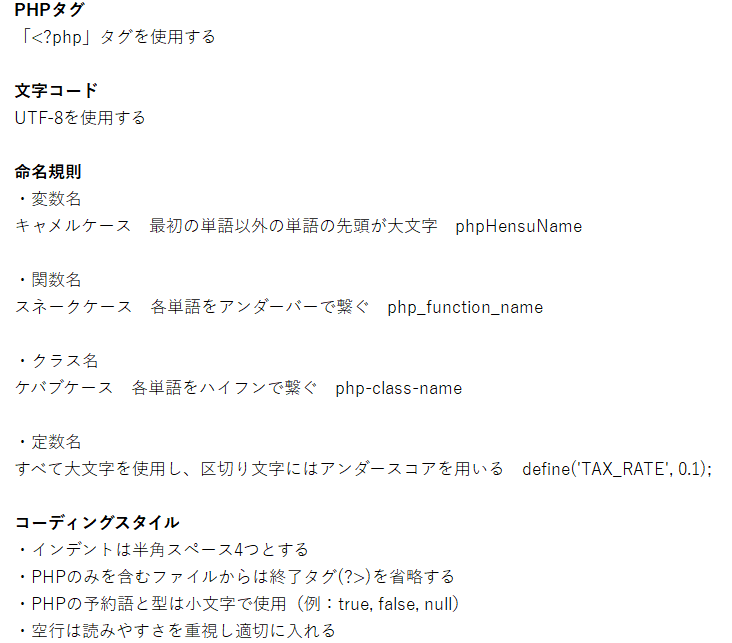 PHPタグ
「<?php」タグを使用する
文字コード
UTF-8を使用する
命名規則
・変数名
キャメルケース　最初の単語以外の単語の先頭が大文字　phpHensuName
・関数名
スネークケース　各単語をアンダーバーで繋ぐ　php_function_name
・クラス名
ケバブケース　各単語をハイフンで繋ぐ　php-class-name
・定数名
すべて大文字を使用し、区切り文字にはアンダースコアを用いる　define('TAX_RATE', 0.1);
コーディングスタイル
・インデントは半角スペース4つとする
・PHPのみを含むファイルからは終了タグ(?>)を省略する
・PHPの予約語と型は小文字で使用（例：true, false, null）
・空行は読みやすさを重視し適切に入れる